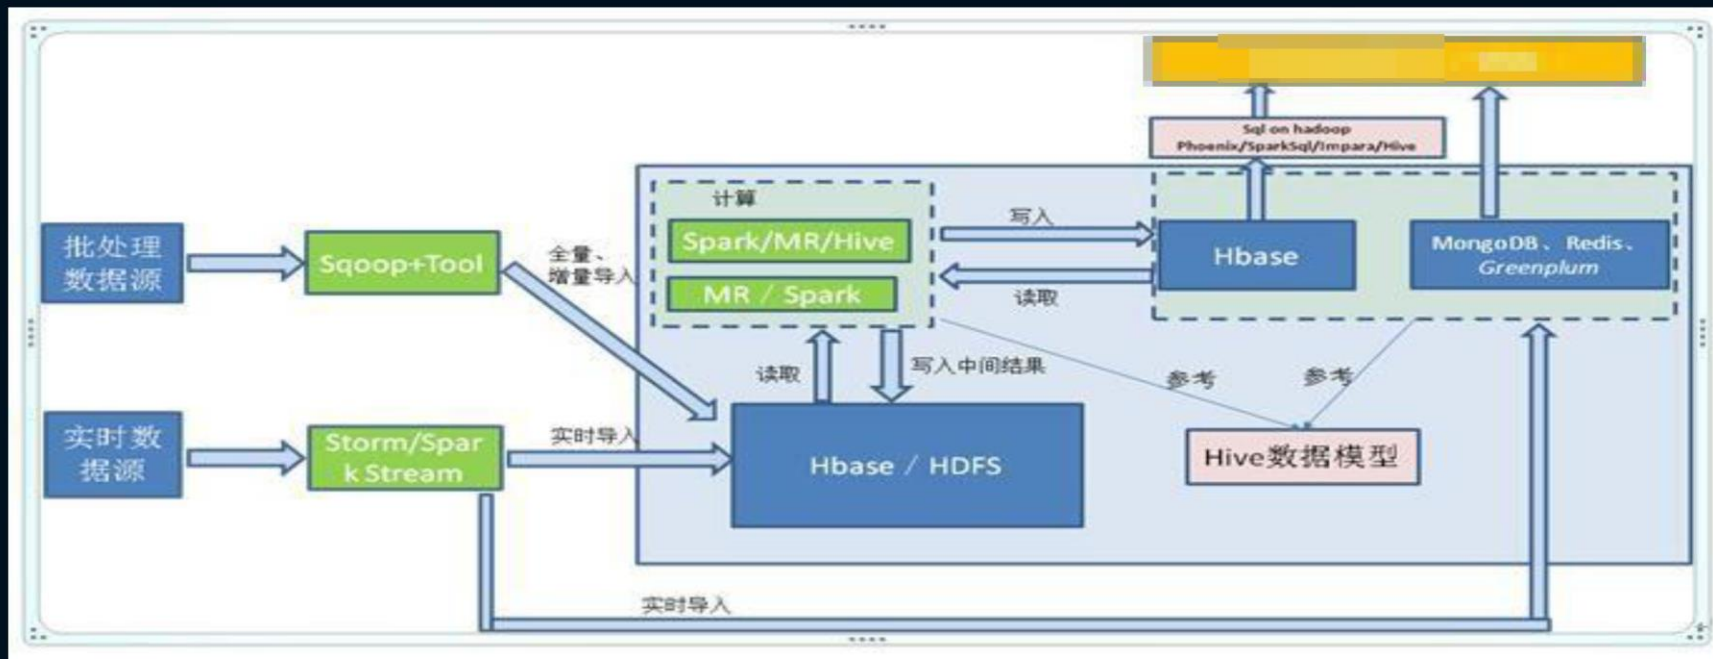 Sql on hadoop
Phoenix/SparkSql/Impara/Hive
计算
Spark/MR/Hive
MR / Spark
写入
读取
Hbase
MongoDB、Redis、
Greenplum
批处理
数据源
Sqoop+Tool
全量、
增量导入
读取
写入中间结果
参考
参考
实时数
据源
Storm/Spar
k Stream
实时导入
Hbase / HDFS
Hive数据模型
实时导入